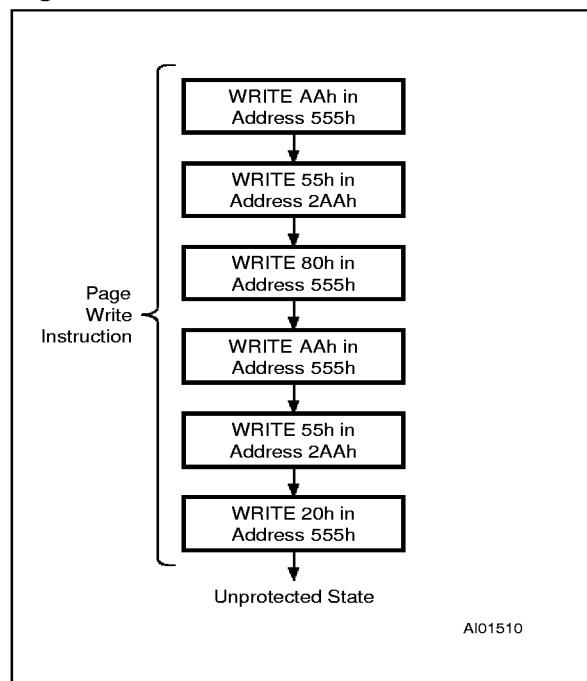 WRITE AAh in
Address 555h
WRITE 55h in
Address 2AAh
WRITE 80h in
Address 555h
Page
Write
Instruction
WRITE AAh in
Address 555h
WRITE 55h in
Address 2AAh
WRITE 20h in
Address 555h
Unprotected State
AI01510